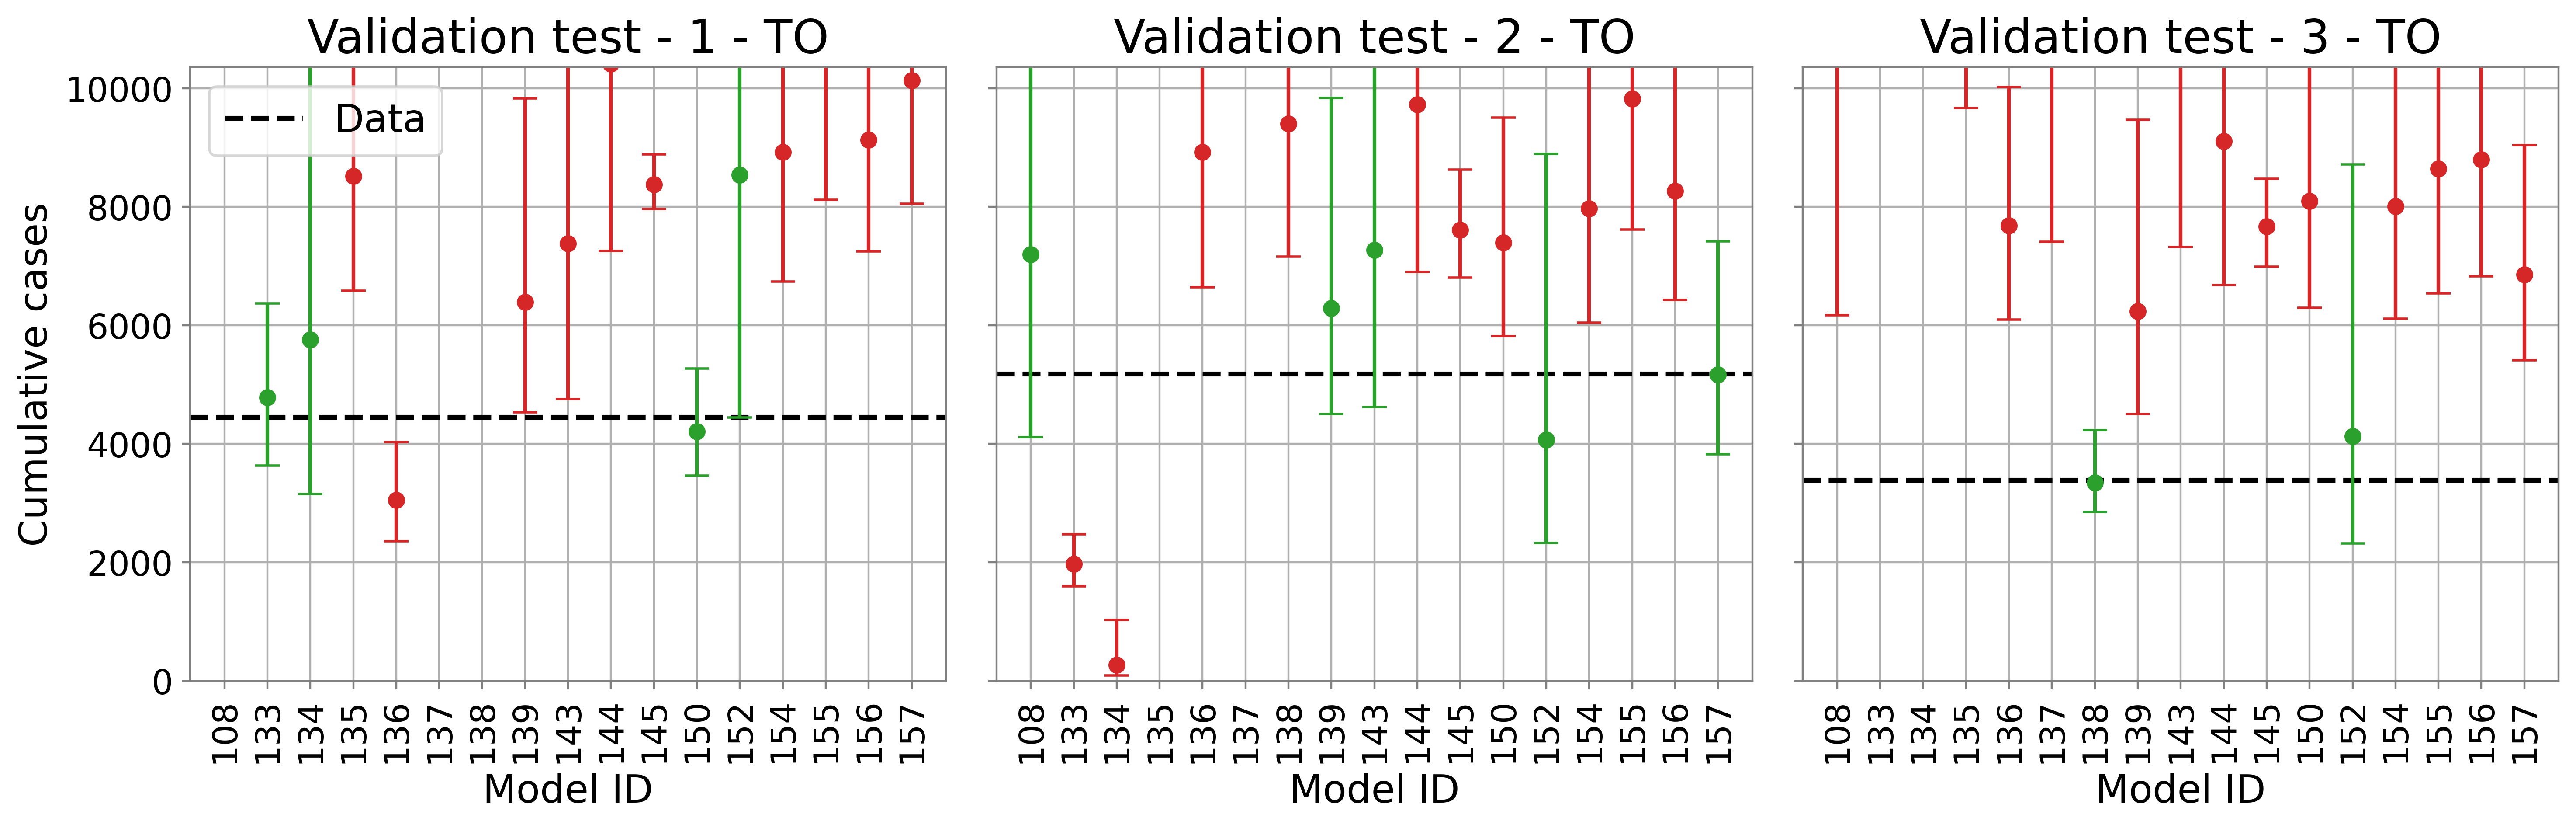 Validation test - 1 - TO
Validation test - 2 - TO
Validation test - 3 - TO
Cumulative cases
10000
8000
6000
4000
2000
0
Data
108 133 134 135 136 137 138 139 143 144 145 150 152 154 155 156 157
108 133 134 135 136 137 138 139 143 144 145 150 152 154 155 156 157
108 133 134 135 136 137 138 139 143 144 145 150 152 154 155 156 157
Model ID
Model ID
Model ID